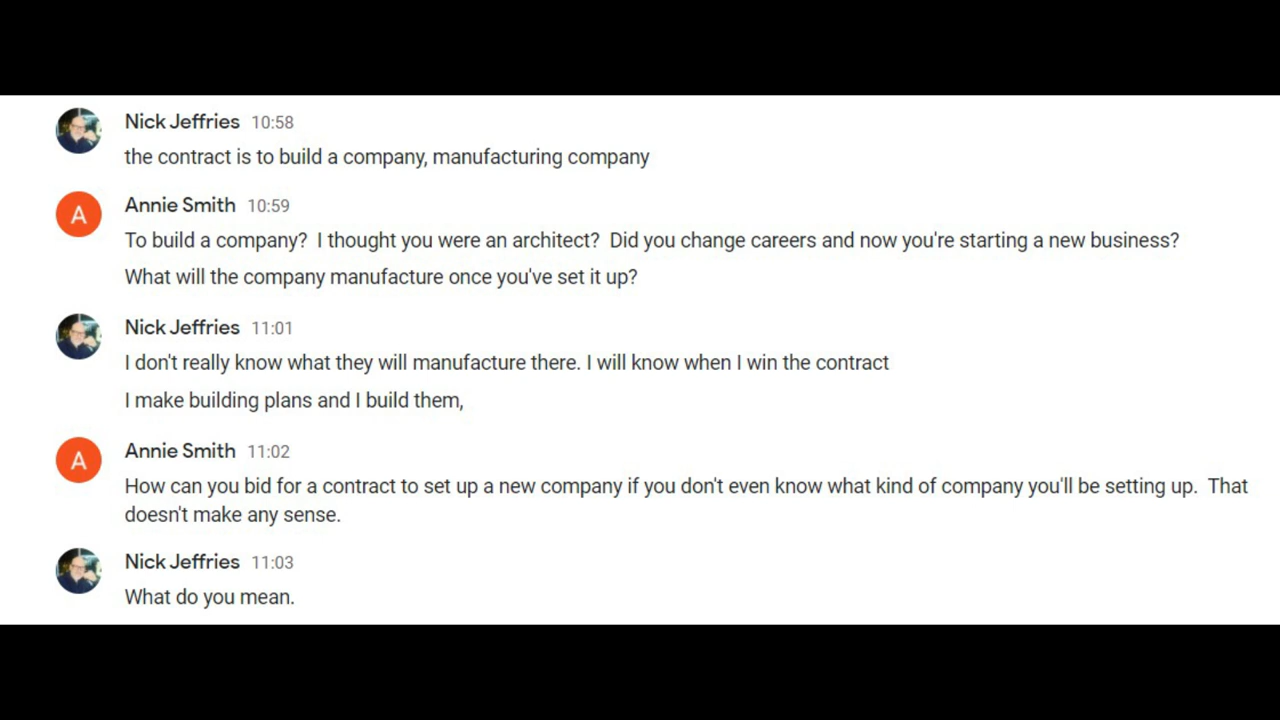 Nick Jeffries 10:58
the contract is to build a company, manufacturing company
A Annie Smith 10:59
To build a company?  I thought you were an architect?  Did you change careers and now you're starting a new business?
What will the company manufacture once you've set it up?
Nick Jeffries 11:01
I don't really know what they will manufacture there. I will know when I win the contract
I make building plans and I build them,
A Annie Smith 11:02
How can you bid for a contract to set up a new company if you don't even know what kind of company you'll be setting up.  That
doesn't make any sense.
Nick Jeffries 11:03
What do you mean.